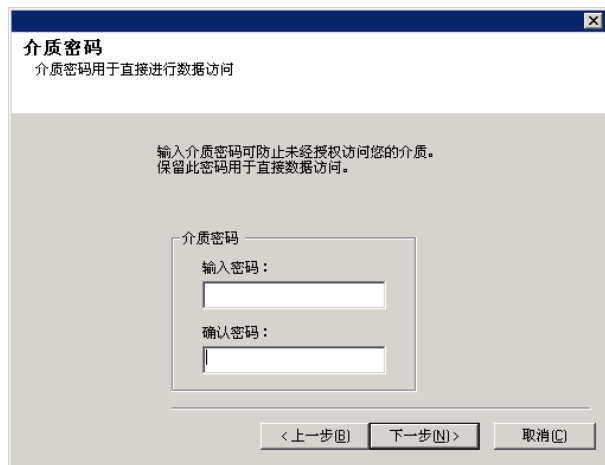 介质密码
介质密码用于直接进行数据访问
输入介质密码可防止未经授权访问您的介质。
保留此密码用于直接数据访问。
介质密码
输入密码：
确认密码：
<上一步(B)
下一步(N)>
取消(C)